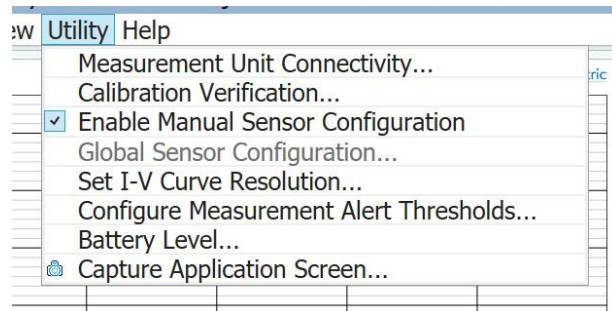 ew Utility Help
ric
Measurement Unit Connectivity...
Calibration Verification...
Enable Manual Sensor Configuration
Global Sensor Configuration...
Set I-V Curve Resolution...
Configure Measurement Alert Thresholds...
Battery Level...
Capture Application Screen...